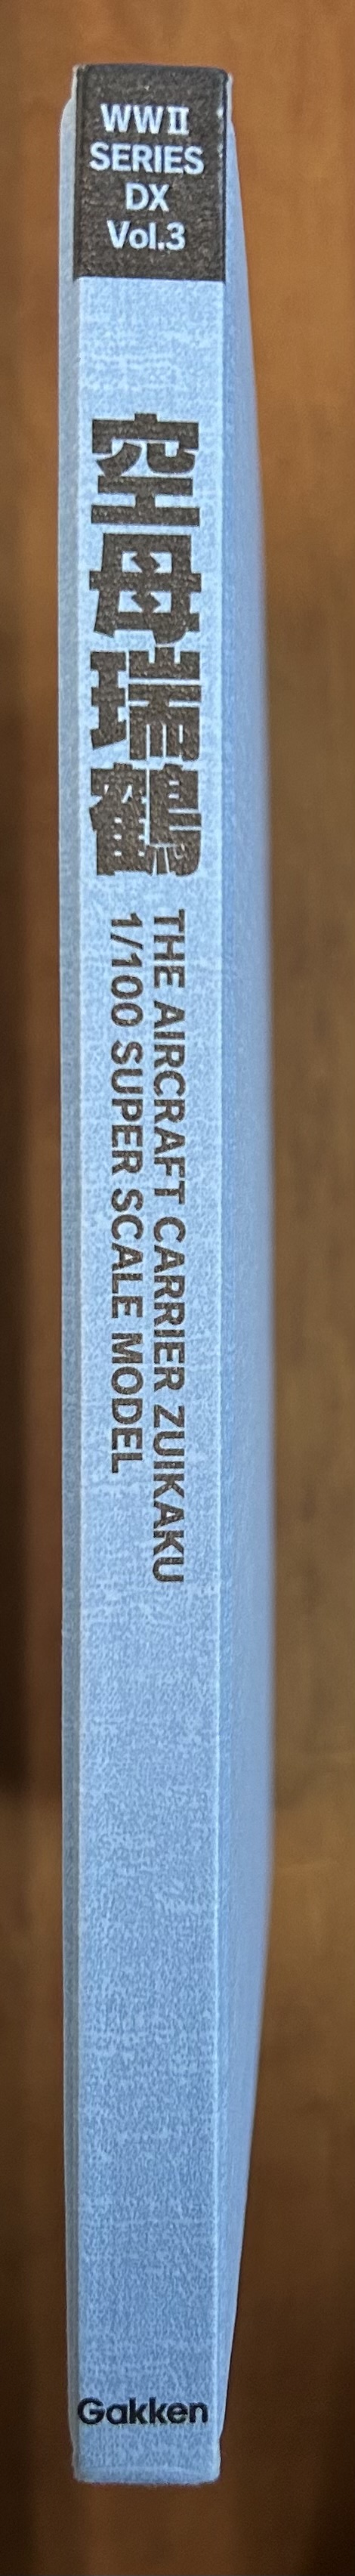 WWⅡ
SERIES
DX
Vol.3
空母瑞鶴
THE AIRCRAFT CARRIER ZUIKAKU
1/100 SUPER SCALE MODEL
Gakken